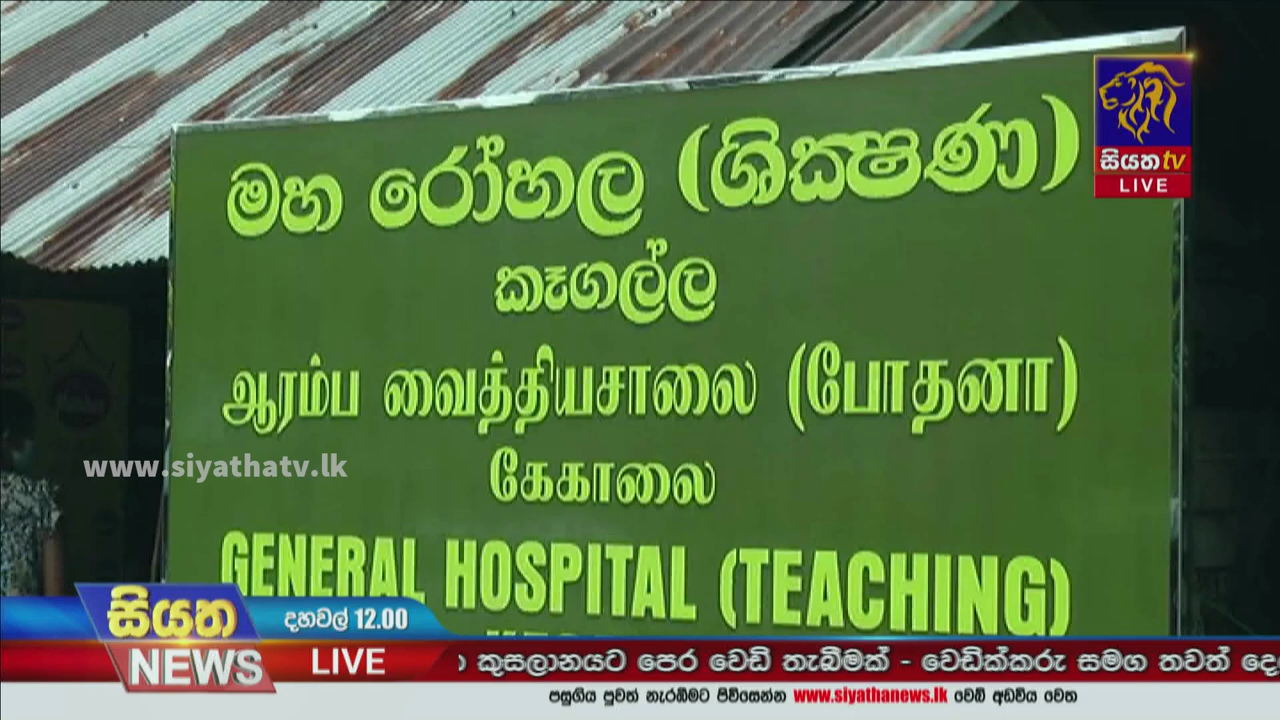 මහ රෝහල (ශික්ෂණ)
කෑගල්ල
ஆரம்ப வைத்தியசாலை (போதனா)
கேகாலை
GENERAL HOSPITAL (TEACHING)
සියත tv
LIVE
www.siyathatv.lk
සියත
NEWS
දහවල් 12.00
LIVE
කුසලානයට පෙර වෙඩි තැබීමක් - වෙඩික්කරු සමග තවත්
පසුගිය පුවත් නැරඹීමට පිවිසෙන්න www.siyathanews.lk වෙබ් අඩවිය වෙත